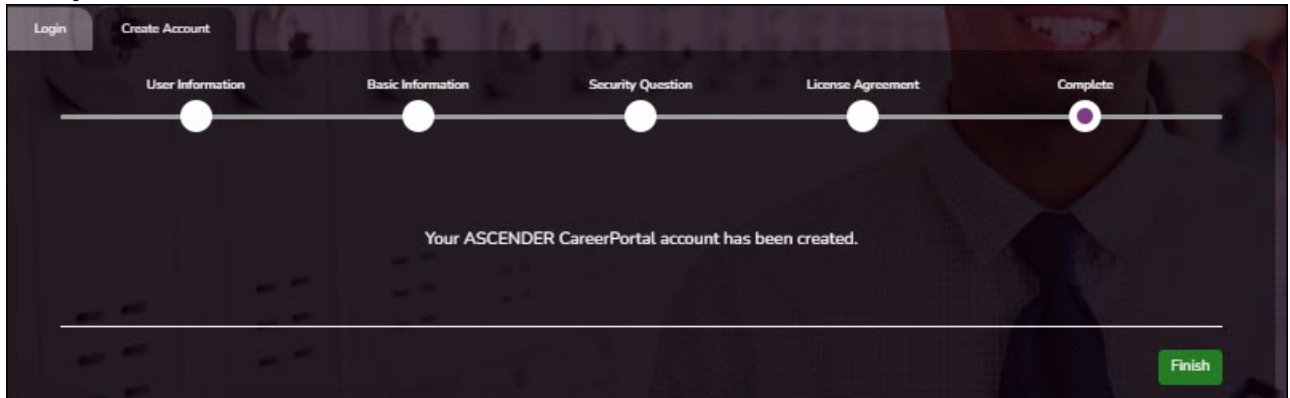 Login Create Account
User Information Basic Information Security Question License Agreement Complete
Your ASCENDER CareerPortal account has been created.
Finish